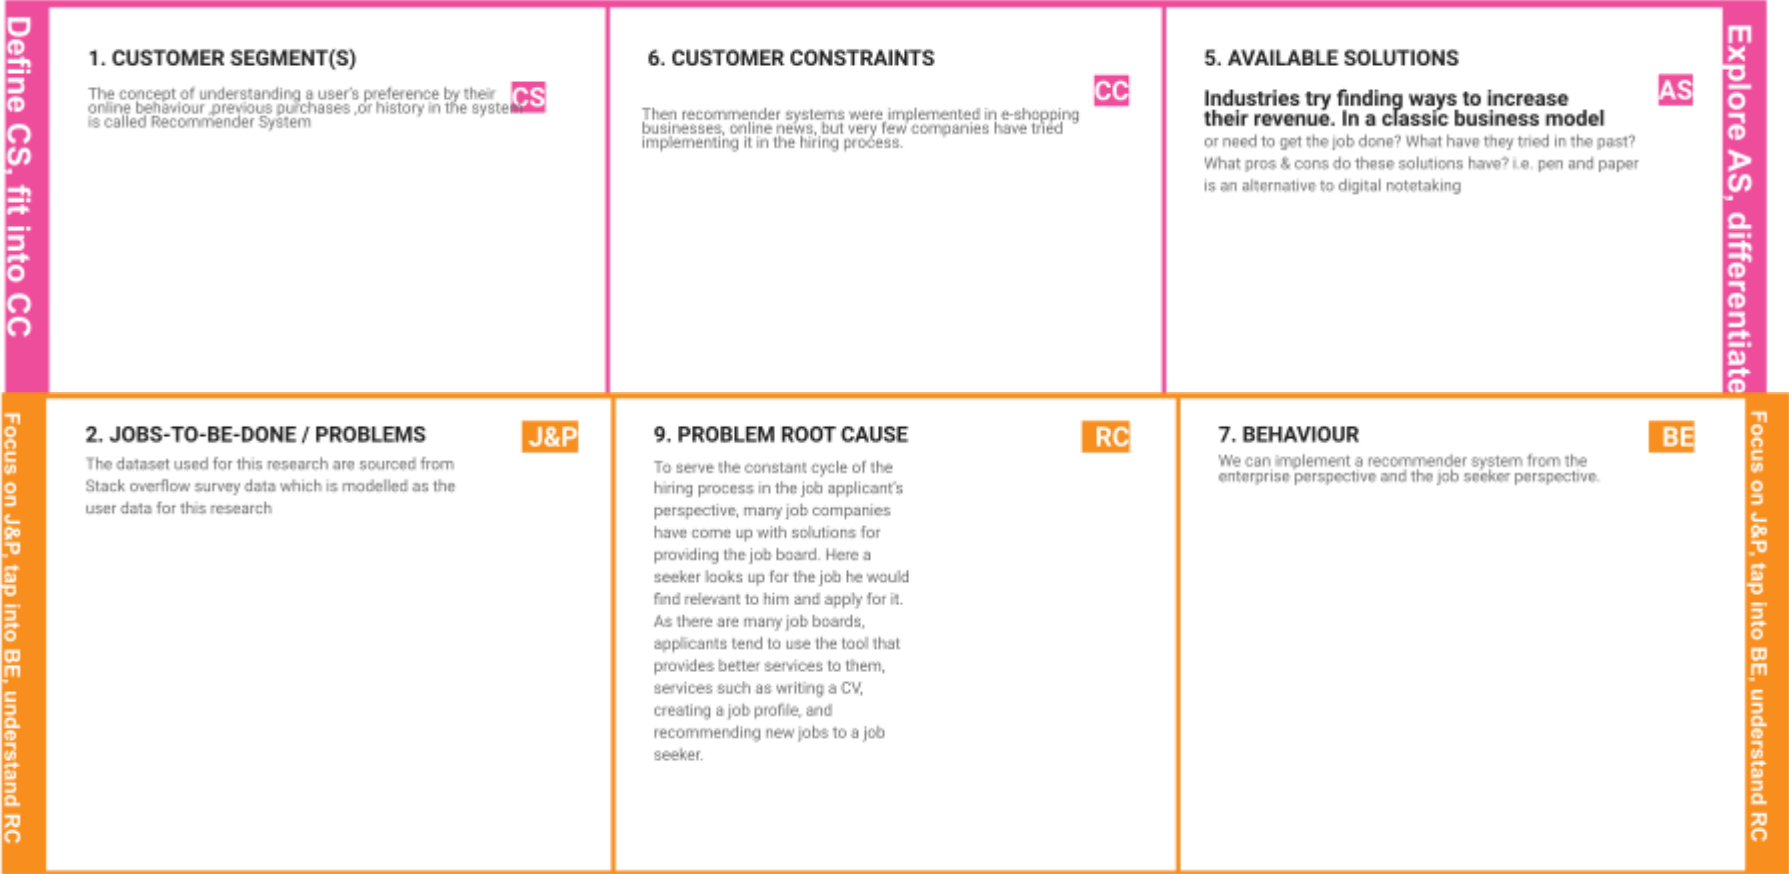 Define CS, fit into CC
1. CUSTOMER SEGMENT(S)
CS
The concept of understanding a user's preference by their
online behaviour ,previous purchases ,or history in the system
is called Recommender System
6. CUSTOMER CONSTRAINTS
CC
Then recommender systems were implemented in e-shopping
businesses, online news, but very few companies have tried
implementing it in the hiring process.
5. AVAILABLE SOLUTIONS
AS
Industries try finding ways to increase
their revenue. In a classic business model
or need to get the job done? What have they tried in the past?
What pros & cons do these solutions have? i.e. pen and paper
is an alternative to digital notetaking
Explore AS, differentiate
Focus on J&P, tap into BE, understand RC
2. JOBS-TO-BE-DONE / PROBLEMS
J&P
The dataset used for this research are sourced from
Stack overflow survey data which is modelled as the
user data for this research
9. PROBLEM ROOT CAUSE
RC
To serve the constant cycle of the
hiring process in the job applicant's
perspective, many job companies
have come up with solutions for
providing the job board. Here a
seeker looks up for the job he would
find relevant to him and apply for it.
As there are many job boards,
applicants tend to use the tool that
provides better services to them,
services such as writing a CV,
creating a job profile, and
recommending new jobs to a job
seeker.
7. BEHAVIOUR
BE
We can implement a recommender system from the
enterprise perspective and the job seeker perspective.
Focus on J&P, tap into BE, understand RC